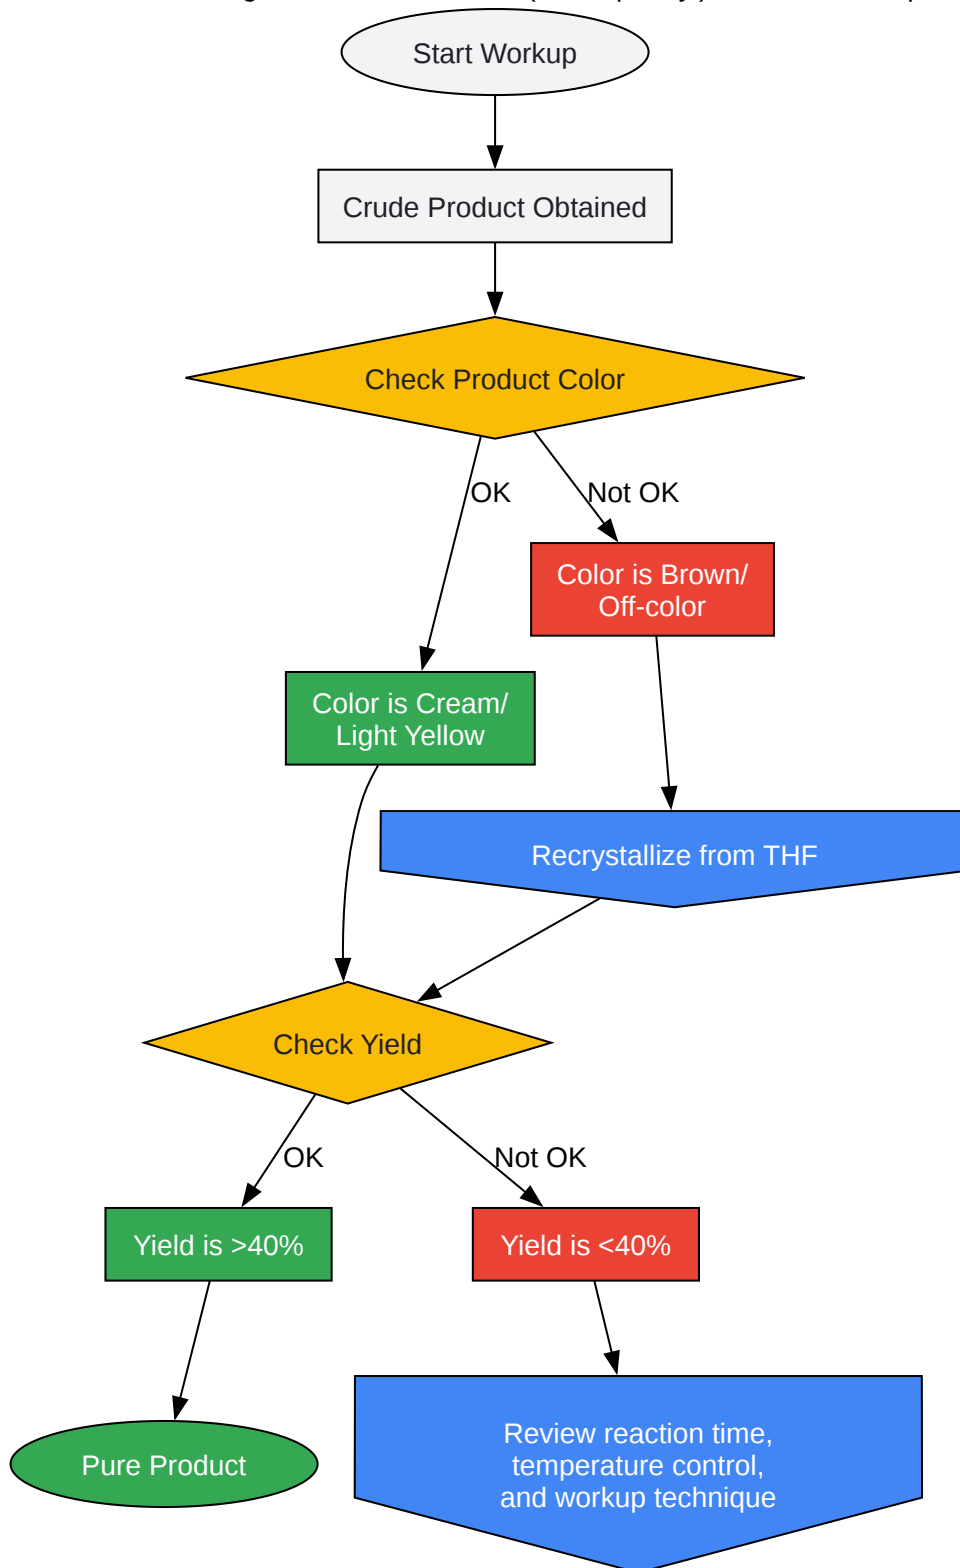 Start Workup
Crude Product Obtained
Check Product Color
OK
Not OK
Color is Brown/
Off-color
Color is Cream/
Light Yellow
Recrystallize from THF
Check Yield
OK
Not OK
Yield is >40%
Yield is <40%
Review reaction time,
temperature control,
and workup technique
Pure Product